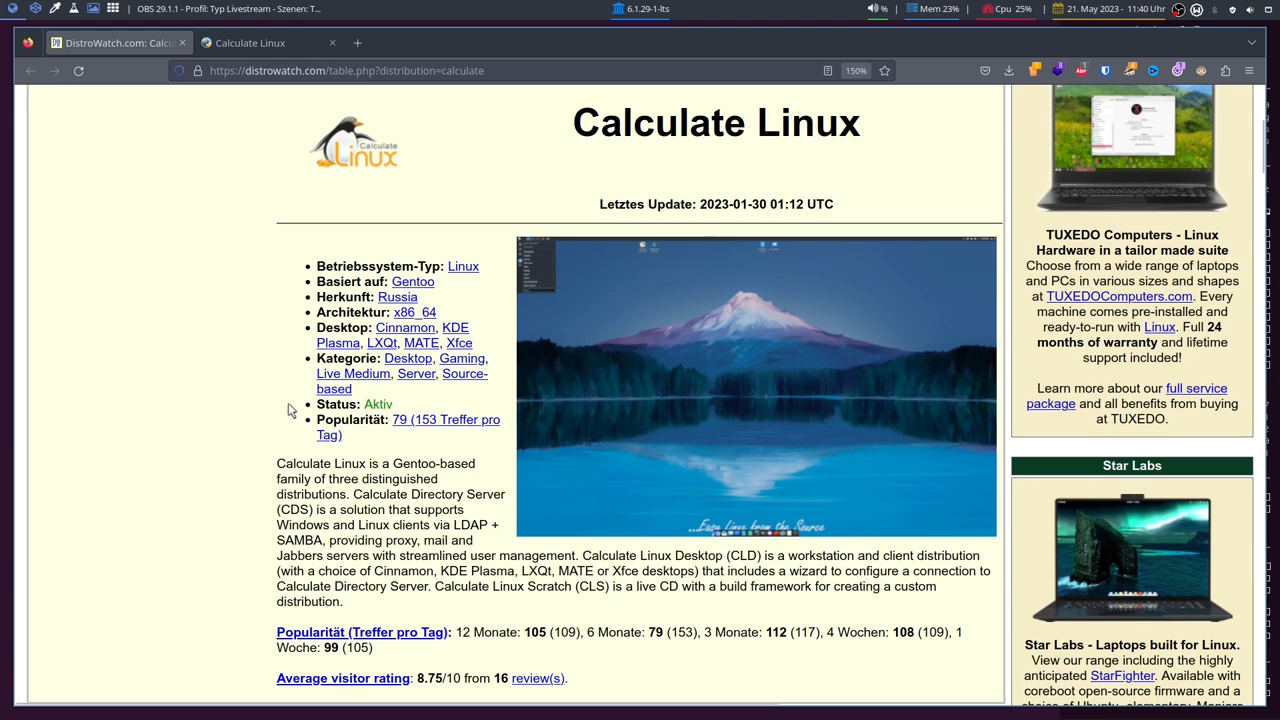 OBS 29.1.1 - Profil: Typ Livestream - Szenen: T...
6.1.29-1-lts
%
Mem 23%
Cpu 25%
21. May 2023 - 11:40 Uhr
DistroWatch.com: Calcu
Calculate Linux
https://distrowatch.com/table.php?distribution=calculate
150%
Calculate
Linux
Calculate Linux
Letztes Update: 2023-01-30 01:12 UTC
• Betriebssystem-Typ: Linux
• Basiert auf: Gentoo
• Herkunft: Russia
• Architektur: x86_64
• Desktop: Cinnamon, KDE
Plasma, LXQt, MATE, Xfce
• Kategorie: Desktop, Gaming,
Live Medium, Server, Source-
based
• Status: Aktiv
• Popularität: 79 (153 Treffer pro
Tag)
...Easy Linux from the Source
Calculate Linux is a Gentoo-based
family of three distinguished
distributions. Calculate Directory Server
(CDS) is a solution that supports
Windows and Linux clients via LDAP +
SAMBA, providing proxy, mail and
Jabbers servers with streamlined user management. Calculate Linux Desktop (CLD) is a workstation and client distribution
(with a choice of Cinnamon, KDE Plasma, LXQt, MATE or Xfce desktops) that includes a wizard to configure a connection to
Calculate Directory Server. Calculate Linux Scratch (CLS) is a live CD with a build framework for creating a custom
distribution.
Popularität (Treffer pro Tag): 12 Monate: 105 (109), 6 Monate: 79 (153), 3 Monate: 112 (117), 4 Wochen: 108 (109), 1
Woche: 99 (105)
Average visitor rating: 8.75/10 from 16 review(s).
TUXEDO Computers - Linux
Hardware in a tailor made suite
Choose from a wide range of laptops
and PCs in various sizes and shapes
at TUXEDOComputers.com. Every
machine comes pre-installed and
ready-to-run with Linux. Full 24
months of warranty and lifetime
support included!
Learn more about our full service
package and all benefits from buying
at TUXEDO.
Star Labs
Star Labs - Laptops built for Linux.
View our range including the highly
anticipated StarFighter. Available with
coreboot open-source firmware and a
choice of Ubuntu, elementary, Manjaro